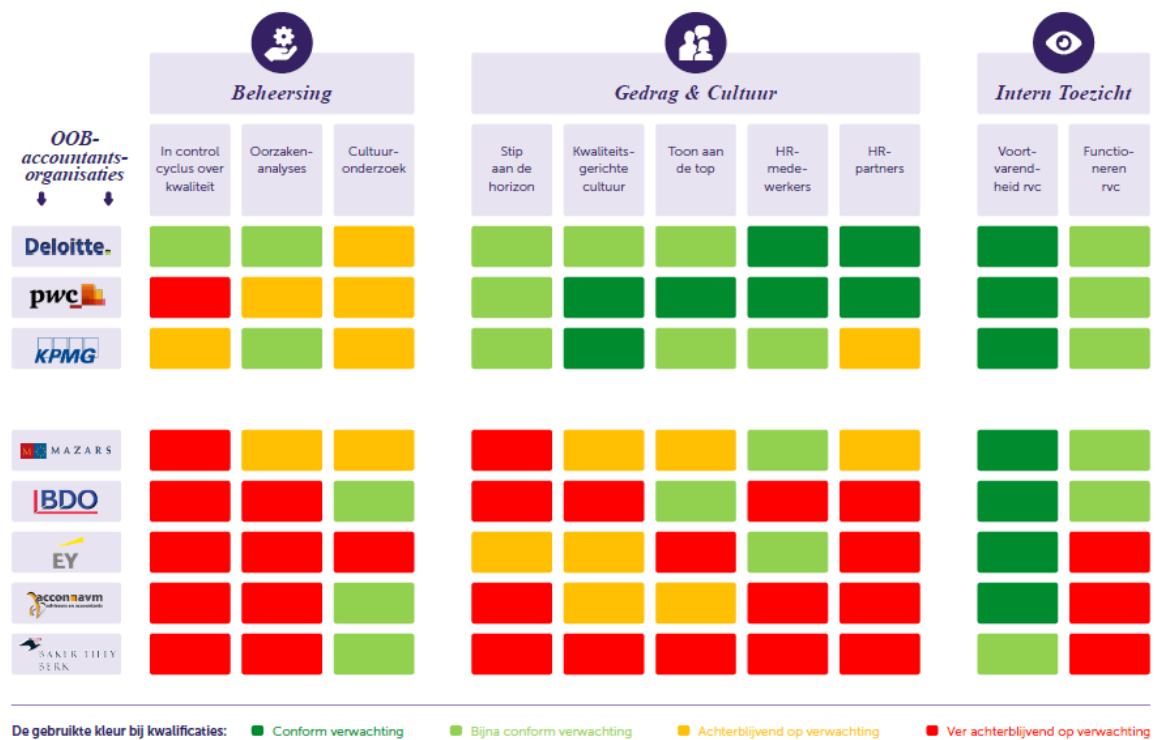 Beheersing
Gedrag & Cultuur
Intern Toezicht
OOB-
accountants-
organisaties
In control
cyclus over
kwaliteit
Oorzaken-
analyses
Cultuur-
onderzoek
Stip
aan de
horizon
Kwaliteits-
gerichte
cultuur
Toon aan
de top
HR-
mede-
werkers
HR-
partners
Voort-
varend-
heid rvc
Functio-
neren
rvc
Deloitte.
pwc
KPMG
M MAZARS
BDO
EY
acconavm
adviseurs en accountants
BAKER TILLY
BERK
De gebruikte kleur bij kwalificaties: Conform verwachting Bijna conform verwachting Achterblijvend op verwachting Ver achterblijvend op verwachting